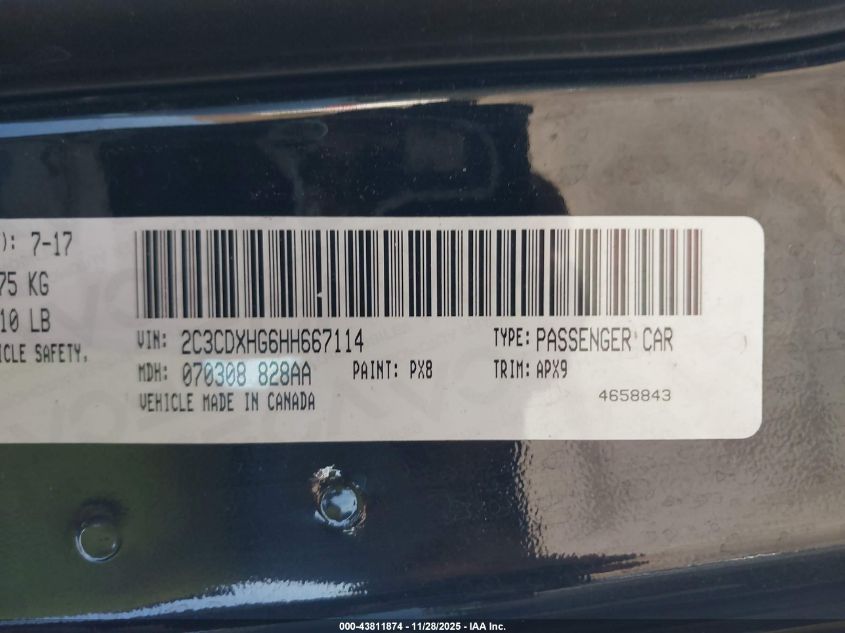 ): 7-17
75 KG
10 LB
ICLE SAFETY,
VIN: 2C3CDXHG6HH667114 TYPE: PASSENGER CAR
MDH: 070308 828AA PAINT: PX8 TRIM: APX9
VEHICLE MADE IN CANADA 4658843
000-43811874 - 11/28/2025 - IAA Inc.